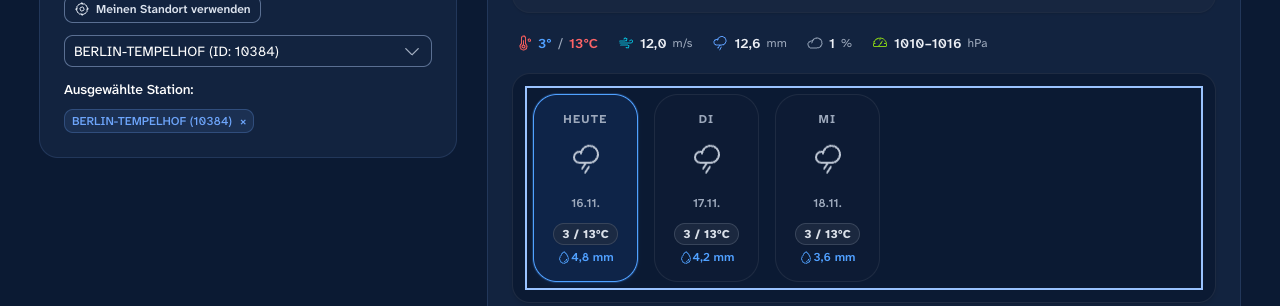 Meinen Standort verwenden
BERLIN-TEMPELHOF (ID: 10384)
Ausgewählte Station:
BERLIN-TEMPELHOF (10384) ×
3° / 13°C 12,0 m/s 12,6 mm 1 % 1010–1016 hPa
HEUTE
16.11.
3 / 13°C
4,8 mm
DI
17.11.
3 / 13°C
4,2 mm
MI
18.11.
3 / 13°C
3,6 mm